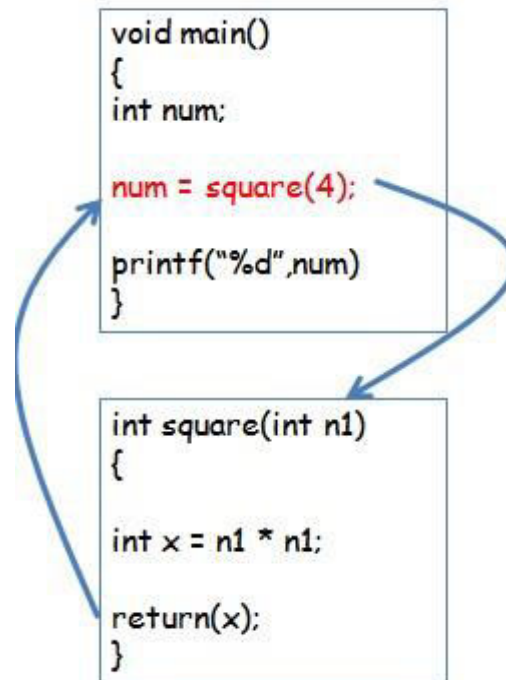 void main()
{
int num;
num = square(4);
printf(“%d”,num)
}
int square(int n1)
{
int x = n1 * n1;
return(x);
}